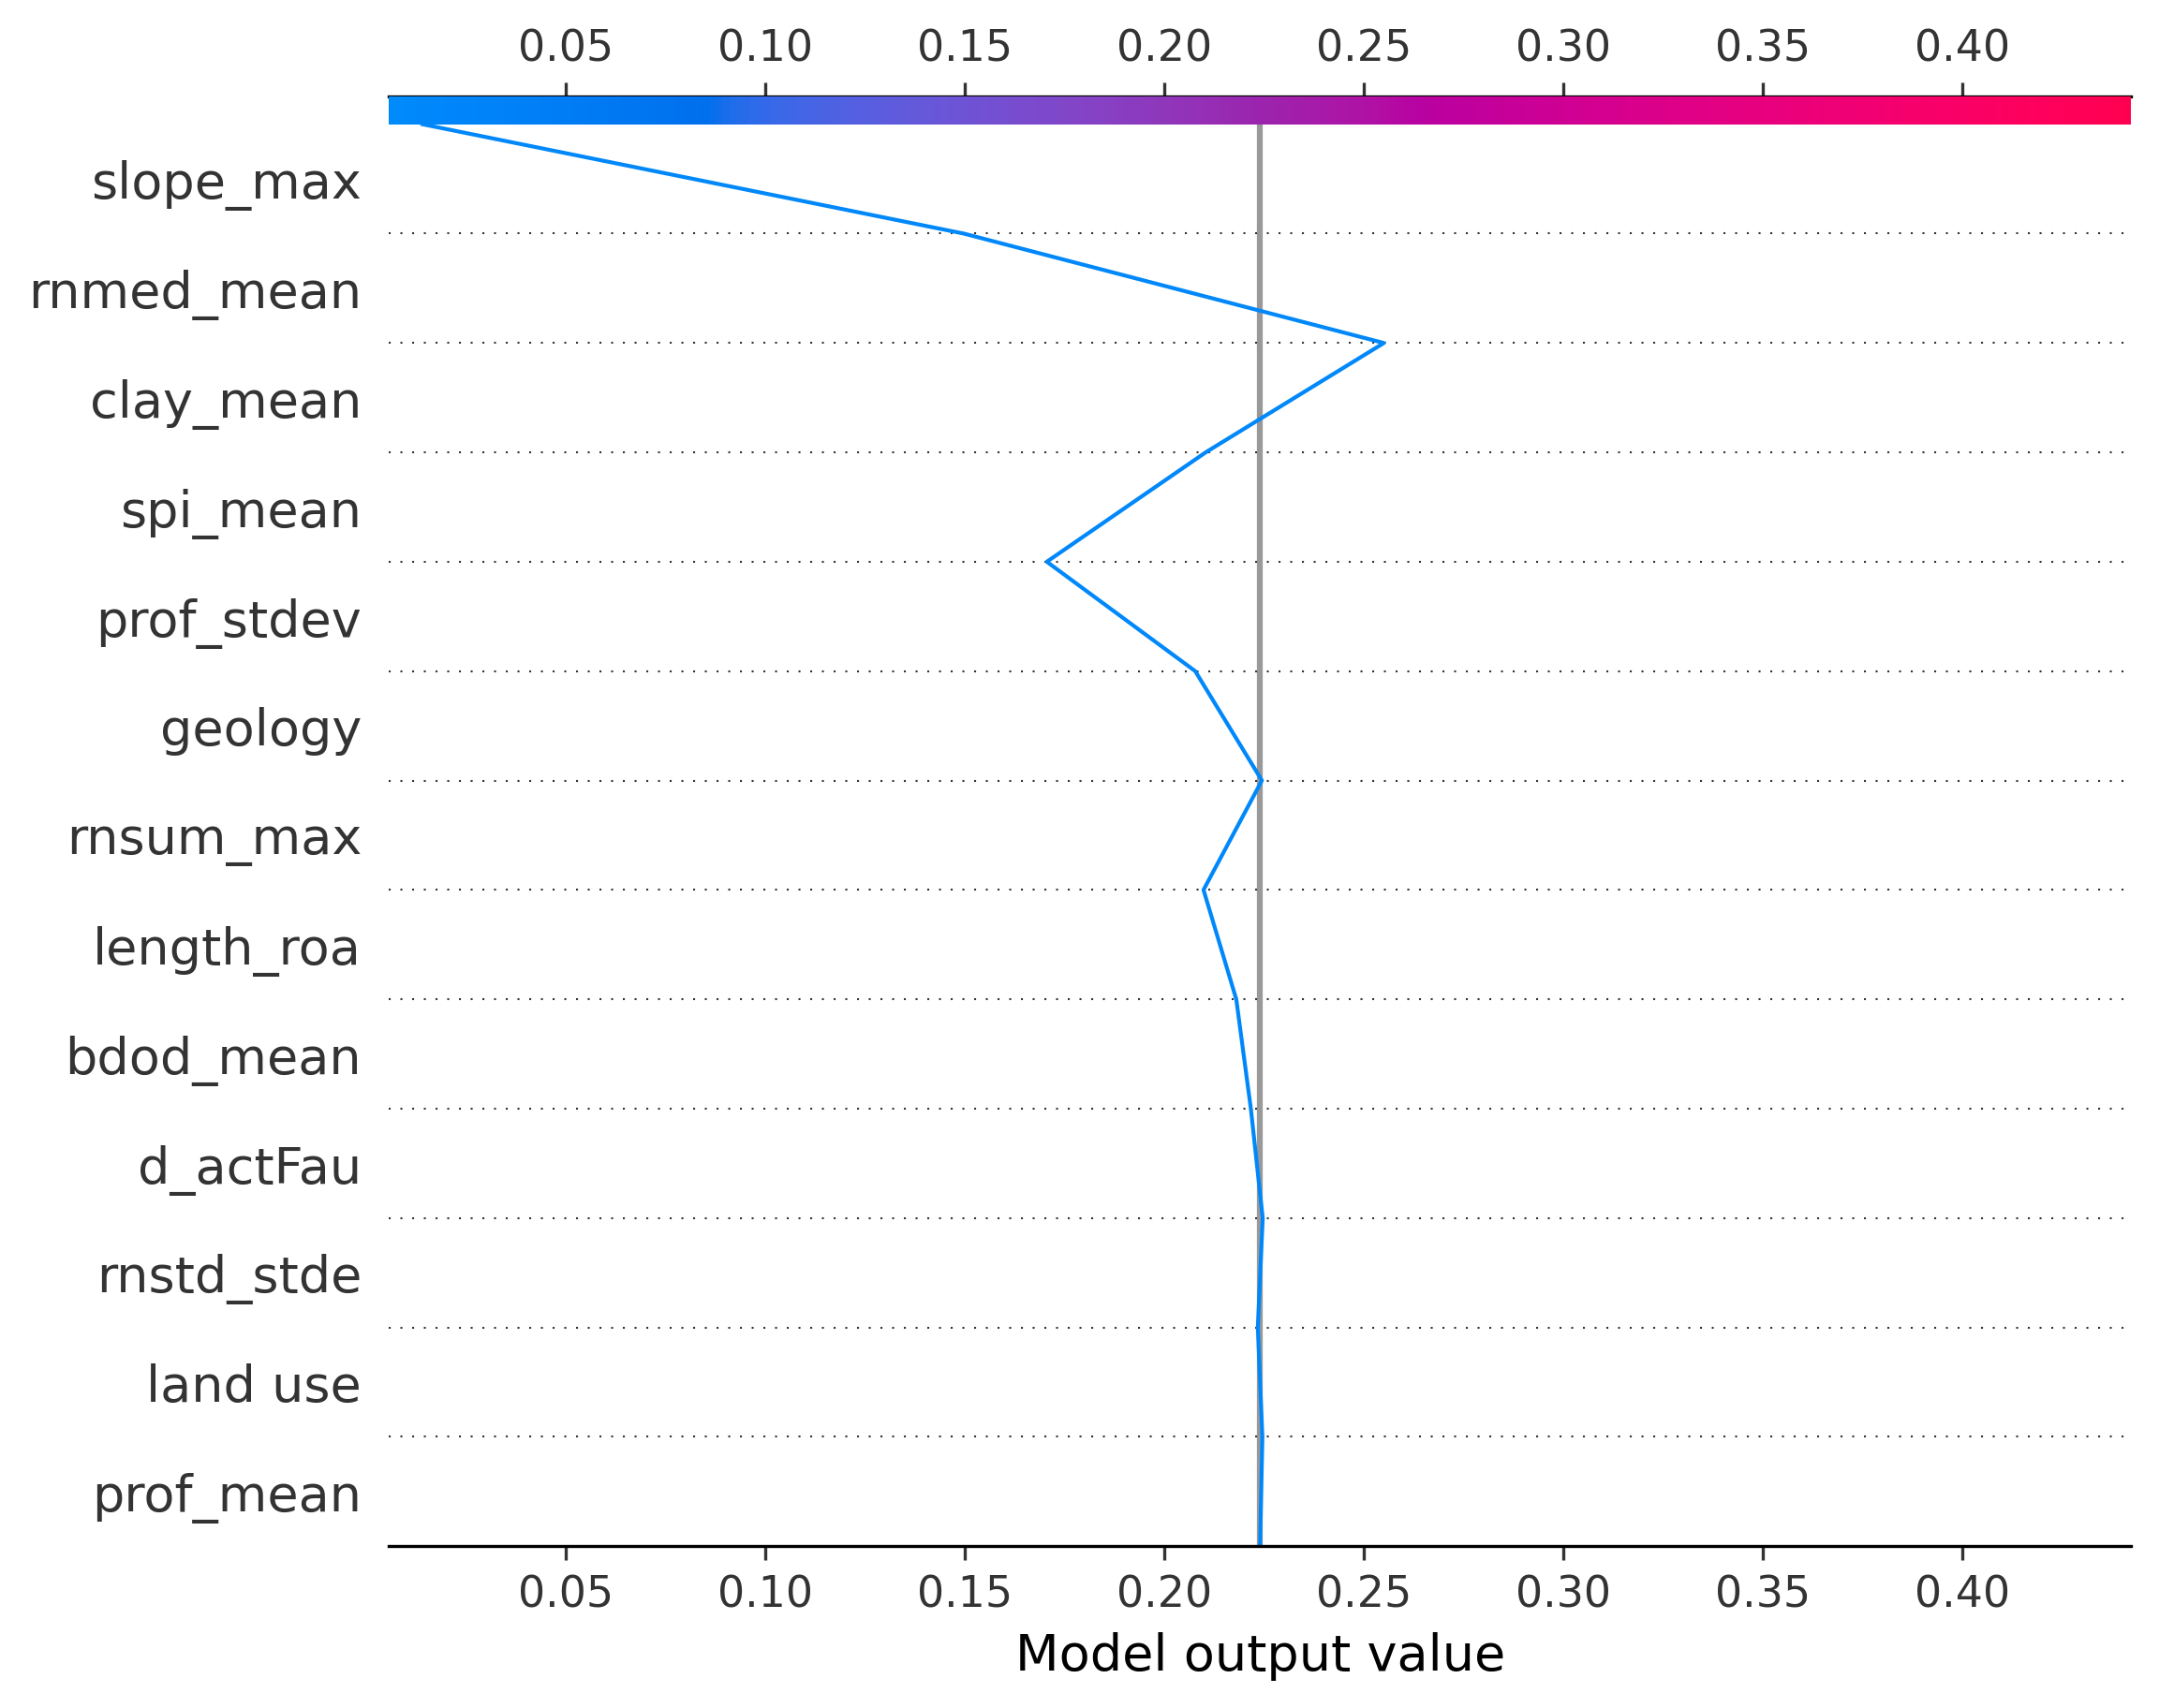 0.05 0.10 0.15 0.20 0.25 0.30 0.35 0.40
slope_max
rnmed_mean
clay_mean
spi_mean
prof_stdev
geology
rnsum_max
length_roa
bdod_mean
d_actFau
rnstd_stde
land use
prof_mean
0.05 0.10 0.15 0.20 0.25 0.30 0.35 0.40
Model output value